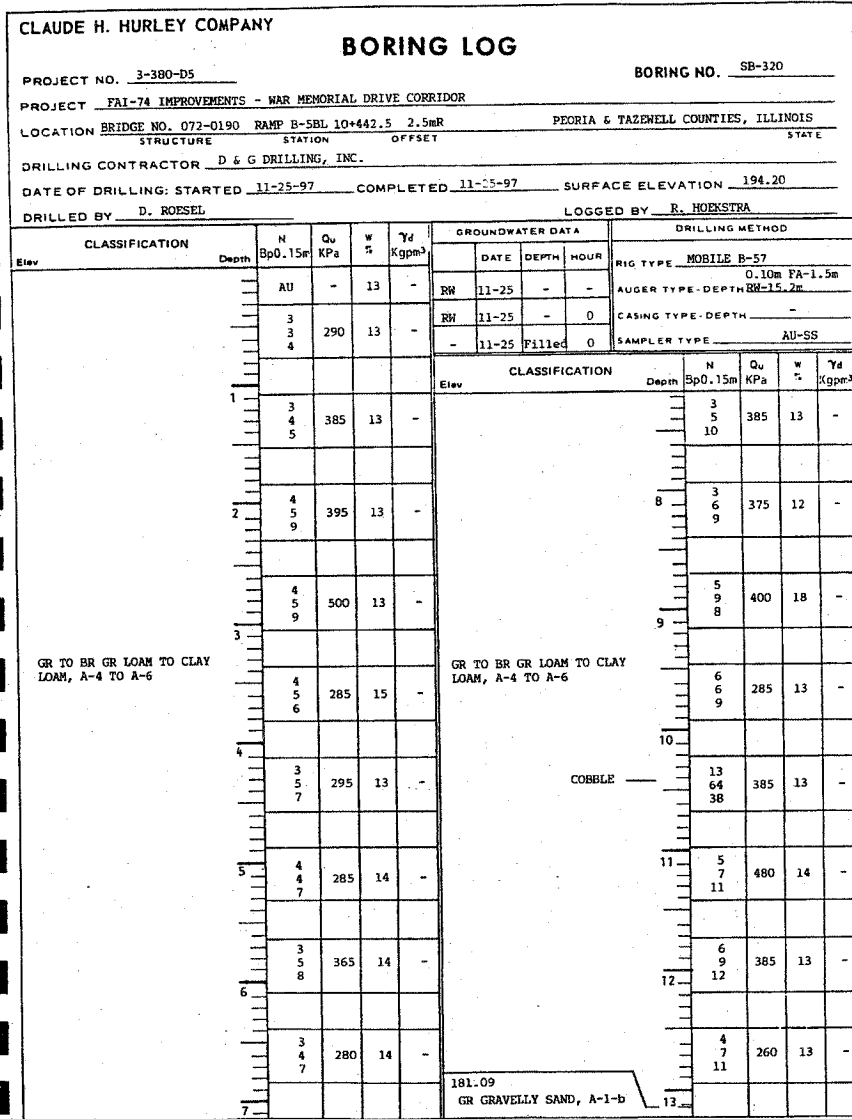 CLAUDE H. HURLEY COMPANY
BORING LOG
PROJECT NO. 3-380-D5 BORING NO. SB-320
PROJECT FAI-74 IMPROVEMENTS - WAR MEMORIAL DRIVE CORRIDOR
LOCATION BRIDGE NO. 072-0190 RAMP B-5BL 10+442.5 2.5mR PEORIA & TAZEWELL COUNTIES, ILLINOIS
STRUCTURE STATION OFFSET STATE
DRILLING CONTRACTOR D & G DRILLING, INC.
DATE OF DRILLING: STARTED 11-25-97 COMPLETED 11-25-97 SURFACE ELEVATION 194.20
DRILLED BY D. ROESEL LOGGED BY R. HOEKSTRA
CLASSIFICATION
Elev Depth
N Bp0.15m Qu KPa w % γd Kgpm³
AU - 13 -
3
3 290 13 -
4
1
3
4 385 13 -
5
4
2 5 395 13 -
9
4
5 500 13 -
9
3
GR TO BR GR LOAM TO CLAY
LOAM, A-4 TO A-6
4
5 285 15 -
6
4
3
5 295 13 -
7
5
4
4 285 14 -
7
3
5 365 14 -
8
6
3
4 280 14 -
7
7
GROUNDWATER DATA
DATE DEPTH HOUR
RW 11-25 - -
RW 11-25 - 0
- 11-25 Filled 0
DRILLING METHOD
RIG TYPE MOBILE B-57
0.10m FA-1.5m
AUGER TYPE-DEPTH RW-15.2m
CASING TYPE-DEPTH -
SAMPLER TYPE AU-SS
CLASSIFICATION
Elev Depth
N Bp0.15m Qu KPa w % γd Kgpm³
3
5 385 13 -
10
8
3
6 375 12 -
9
5
9 400 18 -
8
9
GR TO BR GR LOAM TO CLAY
LOAM, A-4 TO A-6
6
6 285 13 -
9
10
COBBLE
13
64 385 13 -
38
11
5
7 480 14 -
11
6
9 385 13 -
12
12
4
7 260 13 -
11
181.09
GR GRAVELLY SAND, A-1-b
13